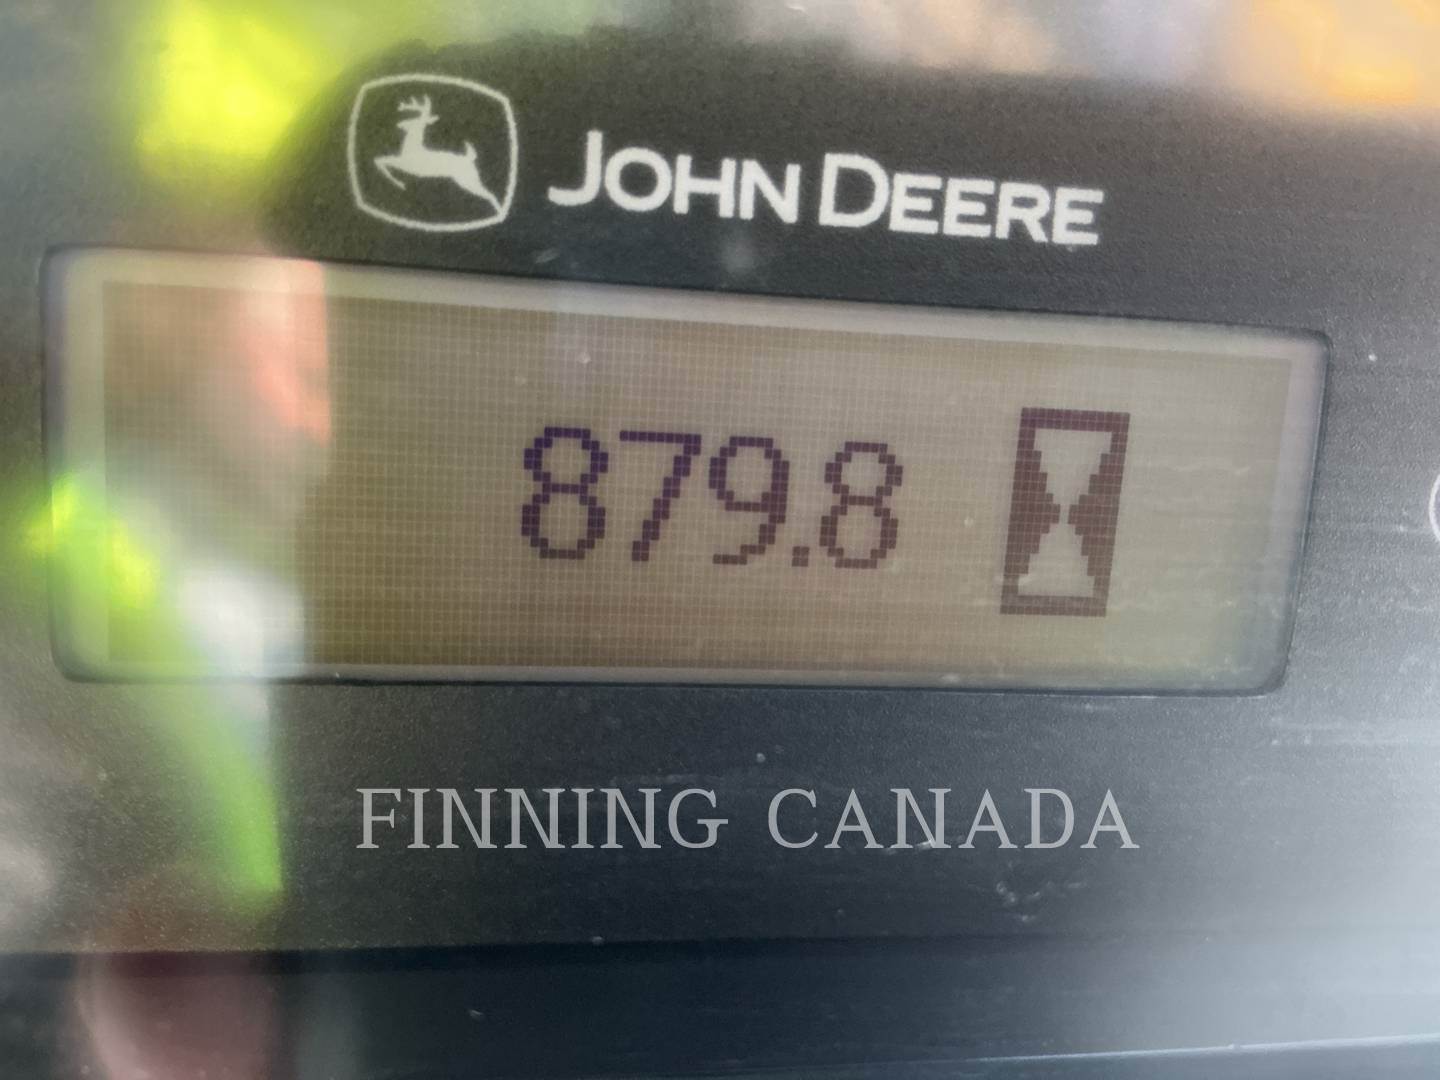 JOHN DEERE
879.8
FINNING CANADA